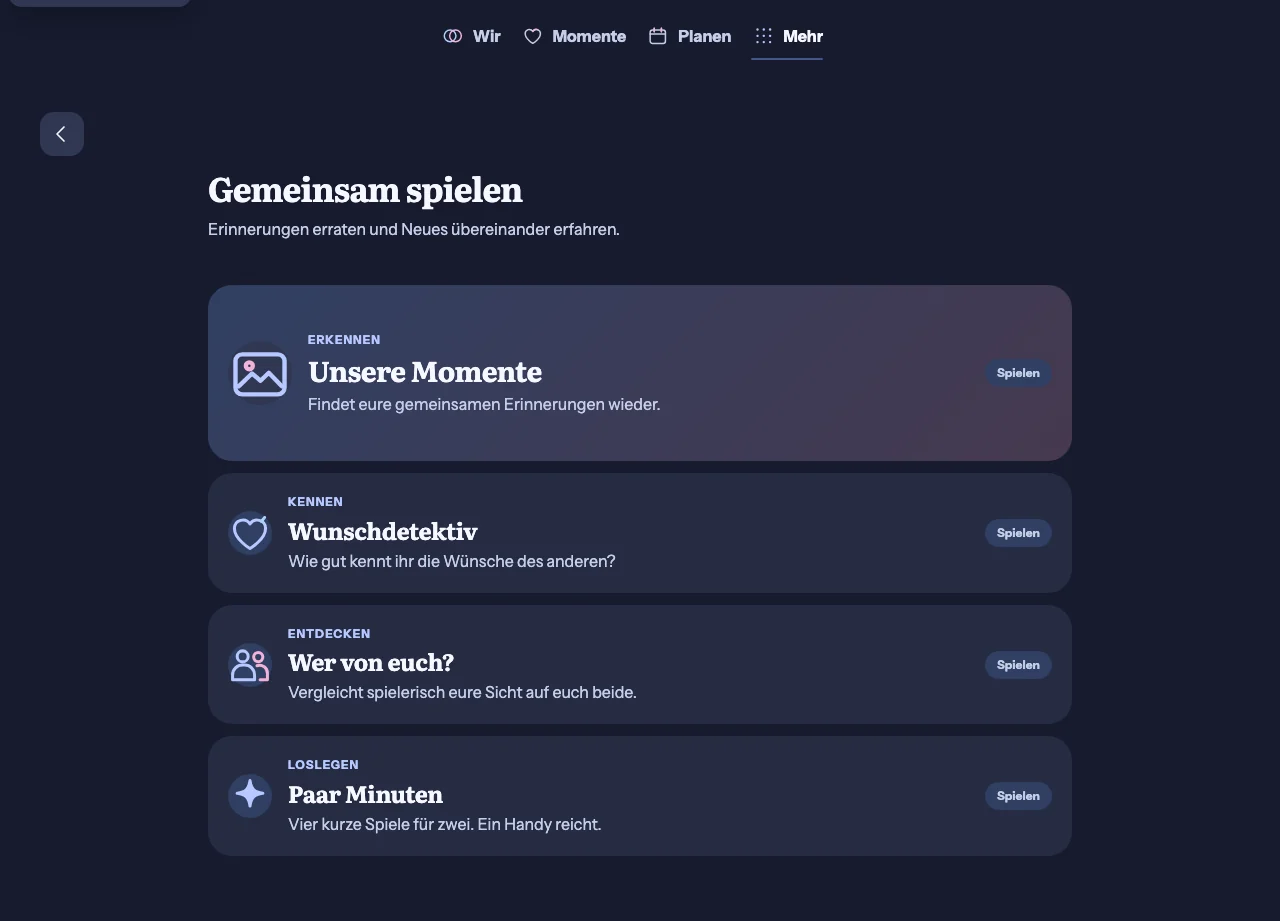 Wir
Momente
Planen
Mehr
Gemeinsam spielen
Erinnerungen erraten und Neues übereinander erfahren.
ERKENNEN
Unsere Momente
Findet eure gemeinsamen Erinnerungen wieder.
Spielen
KENNEN
Wunschdetektiv
Wie gut kennt ihr die Wünsche des anderen?
Spielen
ENTDECKEN
Wer von euch?
Vergleicht spielerisch eure Sicht auf euch beide.
Spielen
LOSLEGEN
Paar Minuten
Vier kurze Spiele für zwei. Ein Handy reicht.
Spielen